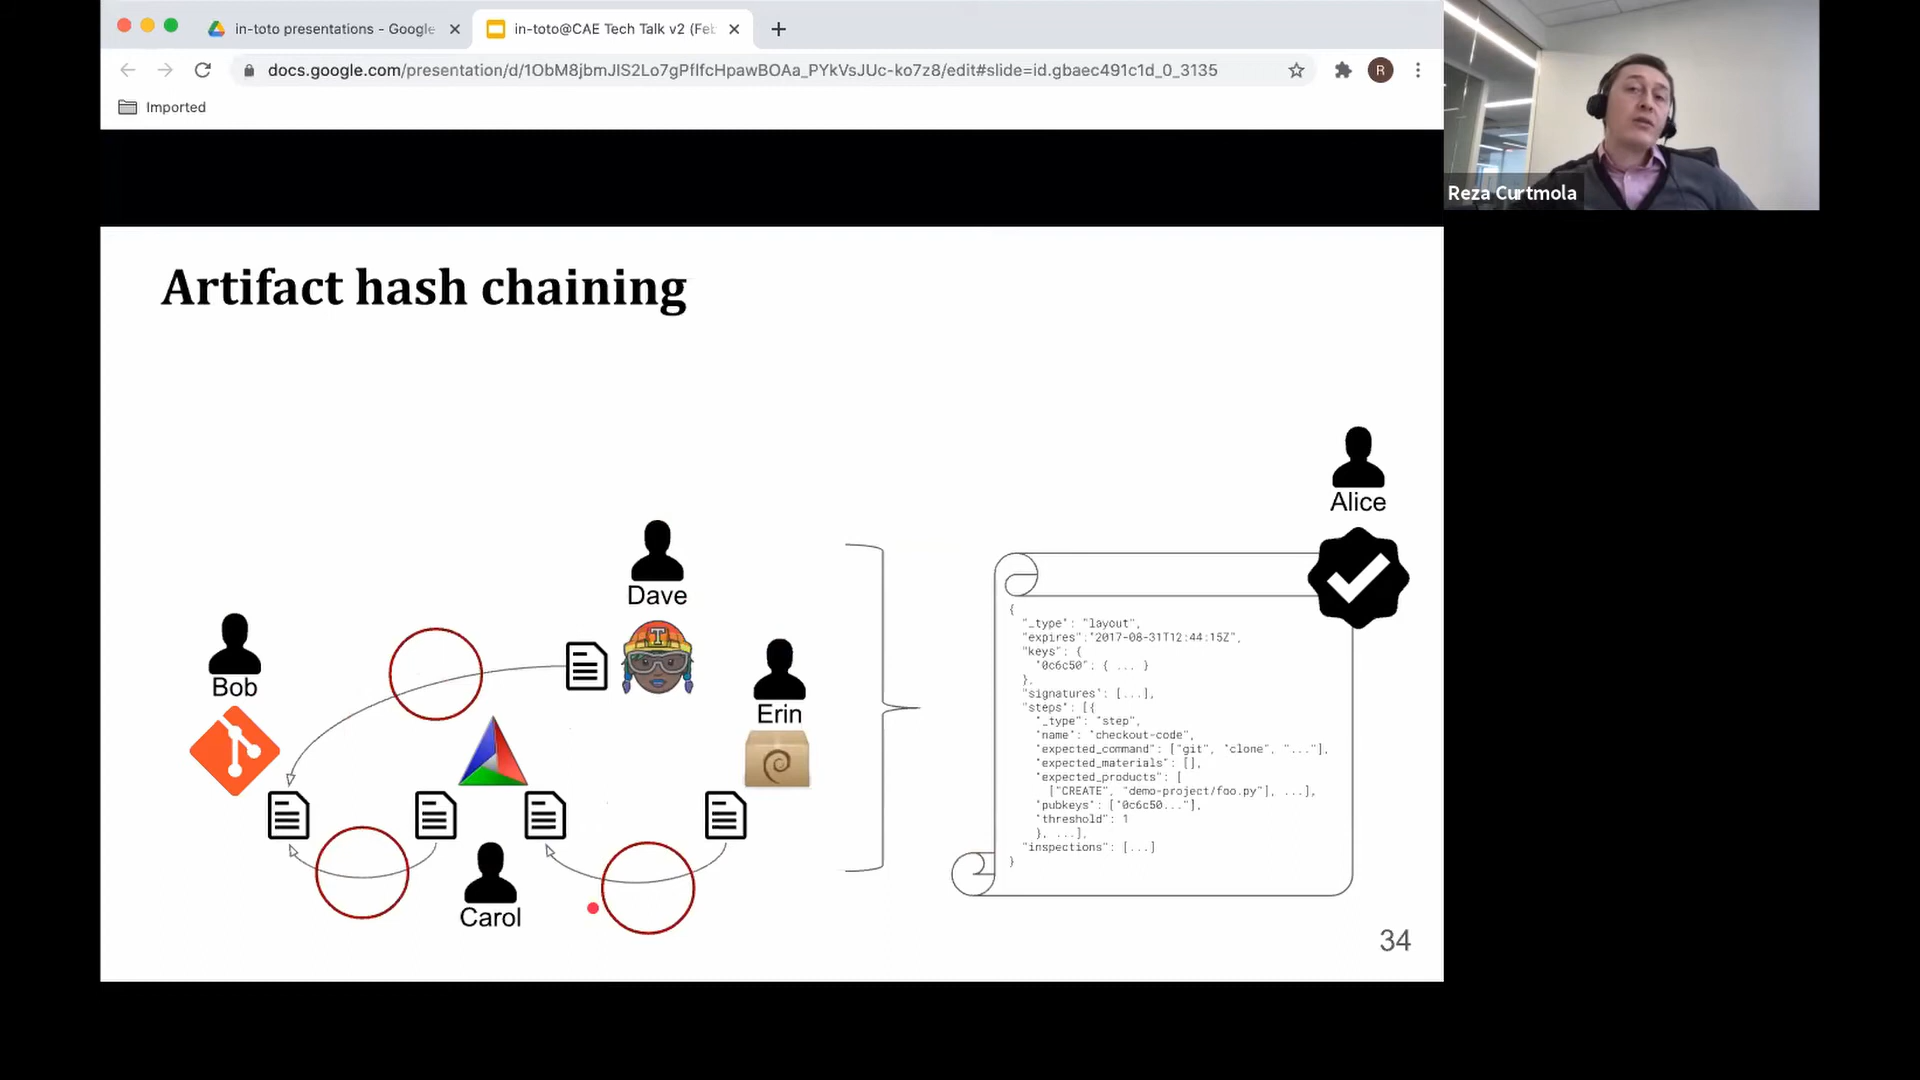 in-toto presentations - Google
in-toto@CAE Tech Talk v2 (Feb
docs.google.com/presentation/d/1ObM8jbmJIS2Lo7gPfIfcHpawBOAa_PYkVsJUc-ko7z8/edit#slide=id.gbaec491c1d_0_3135
R
Imported
Reza Curtmola
Artifact hash chaining
Alice
Dave
T
Bob
Erin
Carol
{
"_type": "layout",
"expires":"2017-08-31T12:44:15Z",
"keys": {
"0c6c50": { ... }
},
"signatures": [...],
"steps": [{
"_type": "step",
"name": "checkout-code",
"expected_command": ["git", "clone", "..."],
"expected_materials": [],
"expected_products": [
["CREATE", "demo-project/foo.py"], ...],
"pubkeys": ["0c6c50..."],
"threshold": 1
}, ...],
"inspections": [...]
}
34